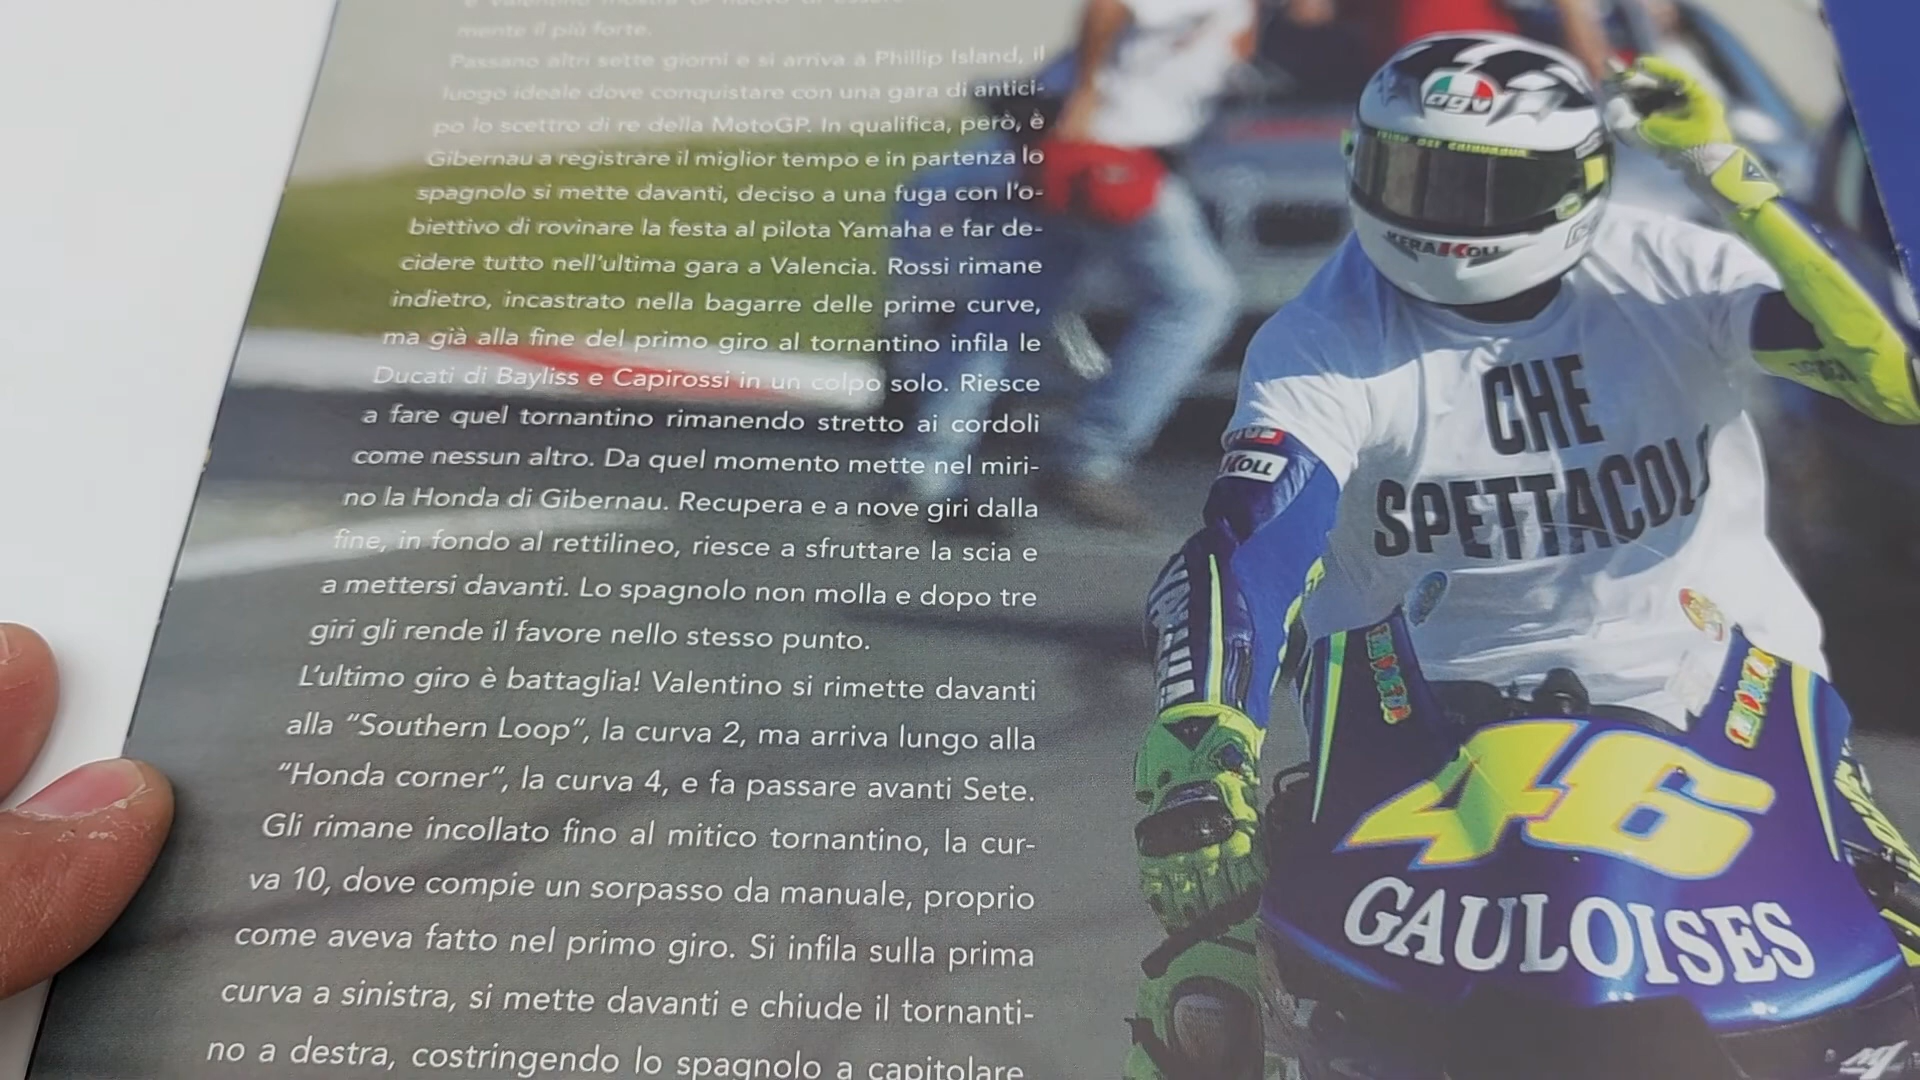 mente il più forte.
Passano altri sette giorni e si arriva a Phillip Island, il
luogo ideale dove conquistare con una gara di antici-
po lo scettro di re della MotoGP. In qualifica, però, è
Gibernau a registrare il miglior tempo e in partenza lo
spagnolo si mette davanti, deciso a una fuga con l'o-
biettivo di rovinare la festa al pilota Yamaha e far de-
cidere tutto nell'ultima gara a Valencia. Rossi rimane
indietro, incastrato nella bagarre delle prime curve,
ma già alla fine del primo giro al tornantino infila le
Ducati di Bayliss e Capirossi in un colpo solo. Riesce
a fare quel tornantino rimanendo stretto ai cordoli
come nessun altro. Da quel momento mette nel miri-
no la Honda di Gibernau. Recupera e a nove giri dalla
fine, in fondo al rettilineo, riesce a sfruttare la scia e
a mettersi davanti. Lo spagnolo non molla e dopo tre
giri gli rende il favore nello stesso punto.
L'ultimo giro è battaglia! Valentino si rimette davanti
alla "Southern Loop", la curva 2, ma arriva lungo alla
"Honda corner", la curva 4, e fa passare avanti Sete.
Gli rimane incollato fino al mitico tornantino, la cur-
va 10, dove compie un sorpasso da manuale, proprio
come aveva fatto nel primo giro. Si infila sulla prima
curva a sinistra, si mette davanti e chiude il tornanti-
no a destra, costringendo lo spagnolo a capitolare
agv
TRIBU DEI CHIHUAHUA
KERAKOLL
KOLL
CHE
SPETTACOLO
YAMAHA
46
GAULOISES